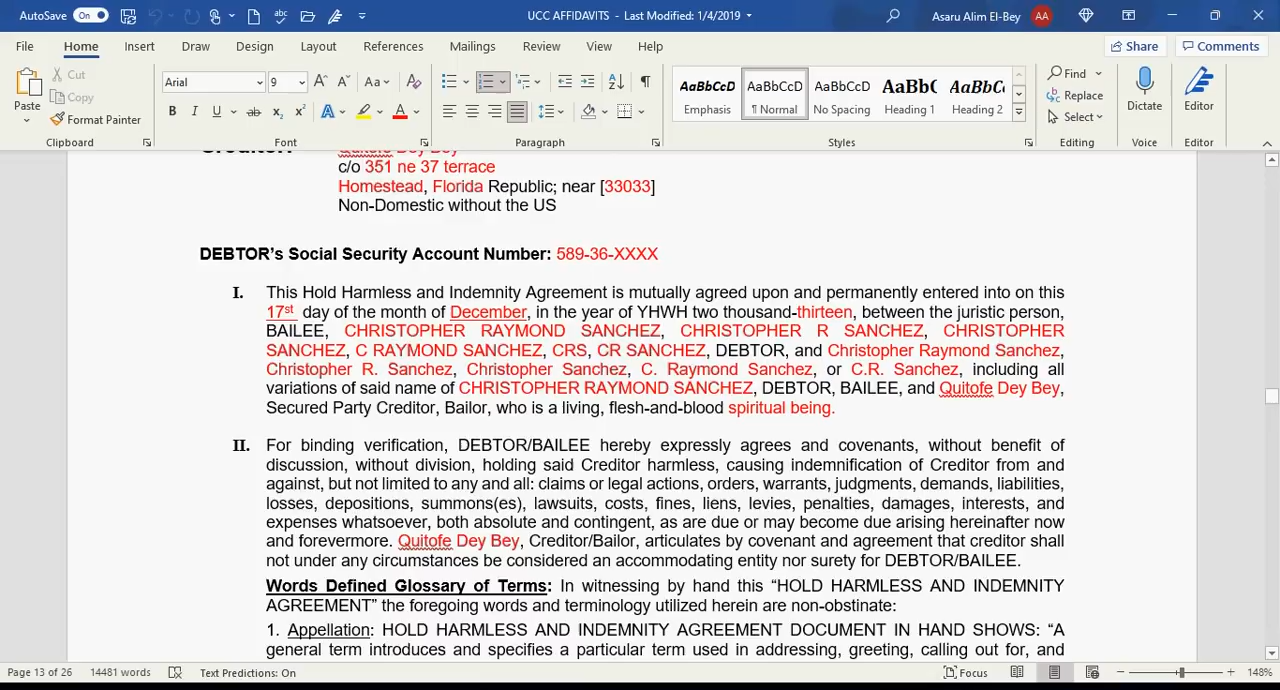 AutoSave On UCC AFFIDAVITS - Last Modified: 1/4/2019 Asaru Alim El-Bey AA
File Home Insert Draw Design Layout References Mailings Review View Help Share Comments
Paste Cut Copy Format Painter
Arial 9
AaBbCcD Emphasis
AaBbCcD ¶ Normal
AaBbCcD No Spacing
AaBb( Heading 1
AaBbC Heading 2
Find Replace Select
Dictate
Editor
Clipboard Font Paragraph Styles Editing Voice Editor
Creditor: Quitofe Dey Bey
c/o 351 ne 37 terrace
Homestead, Florida Republic; near [33033]
Non-Domestic without the US
DEBTOR's Social Security Account Number: 589-36-XXXX
I. This Hold Harmless and Indemnity Agreement is mutually agreed upon and permanently entered into on this
17st day of the month of December, in the year of YHWH two thousand-thirteen, between the juristic person,
BAILEE, CHRISTOPHER RAYMOND SANCHEZ, CHRISTOPHER R SANCHEZ, CHRISTOPHER
SANCHEZ, C RAYMOND SANCHEZ, CRS, CR SANCHEZ, DEBTOR, and Christopher Raymond Sanchez,
Christopher R. Sanchez, Christopher Sanchez, C. Raymond Sanchez, or C.R. Sanchez, including all
variations of said name of CHRISTOPHER RAYMOND SANCHEZ, DEBTOR, BAILEE, and Quitofe Dey Bey,
Secured Party Creditor, Bailor, who is a living, flesh-and-blood spiritual being.
II. For binding verification, DEBTOR/BAILEE hereby expressly agrees and covenants, without benefit of
discussion, without division, holding said Creditor harmless, causing indemnification of Creditor from and
against, but not limited to any and all: claims or legal actions, orders, warrants, judgments, demands, liabilities,
losses, depositions, summons(es), lawsuits, costs, fines, liens, levies, penalties, damages, interests, and
expenses whatsoever, both absolute and contingent, as are due or may become due arising hereinafter now
and forevermore. Quitofe Dey Bey, Creditor/Bailor, articulates by covenant and agreement that creditor shall
not under any circumstances be considered an accommodating entity nor surety for DEBTOR/BAILEE.
Words Defined Glossary of Terms: In witnessing by hand this “HOLD HARMLESS AND INDEMNITY
AGREEMENT” the foregoing words and terminology utilized herein are non-obstinate:
1. Appellation: HOLD HARMLESS AND INDEMNITY AGREEMENT DOCUMENT IN HAND SHOWS: “A
general term introduces and specifies a particular term used in addressing, greeting, calling out for, and
Page 13 of 26 14481 words Text Predictions: On Focus 148%